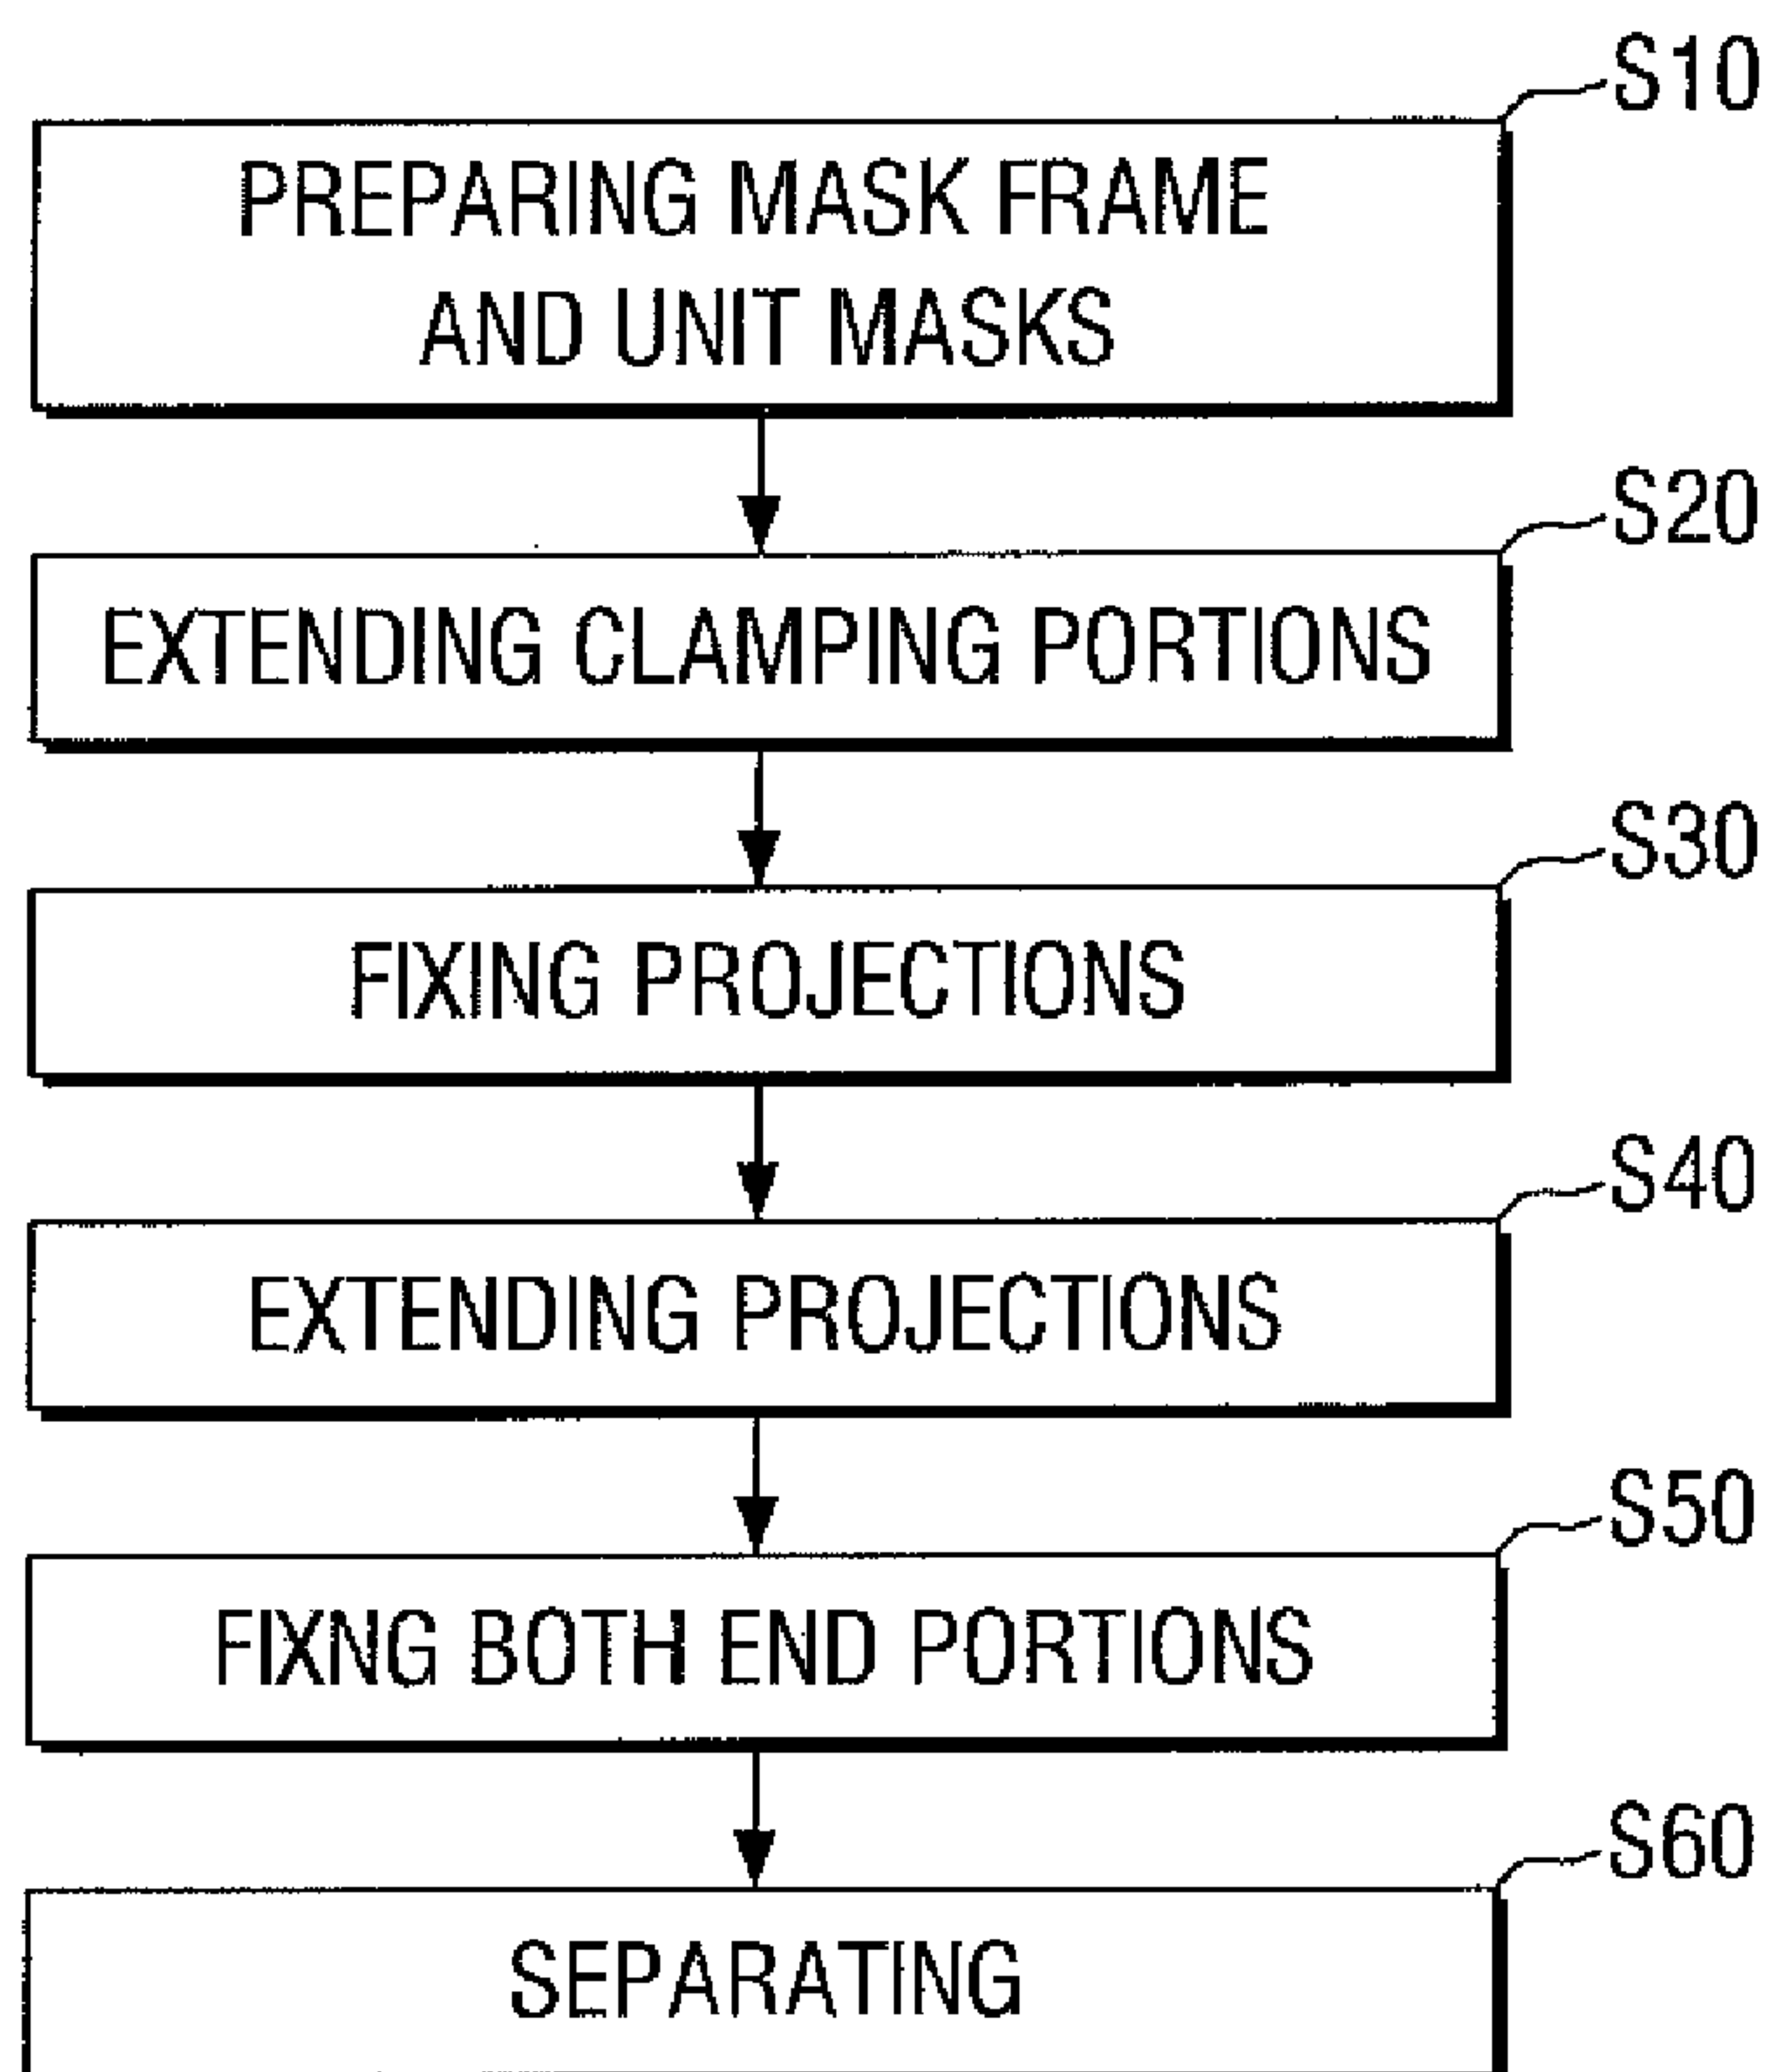 S10
PREPARING MASK FRAME
AND UNIT MASKS
S20
EXTENDING CLAMPING PORTIONS
S30
FIXING PROJECTIONS
S40
EXTENDING PROJECTIONS
S50
FIXNG BOTH END PORTIONS
S60
SEPARATING